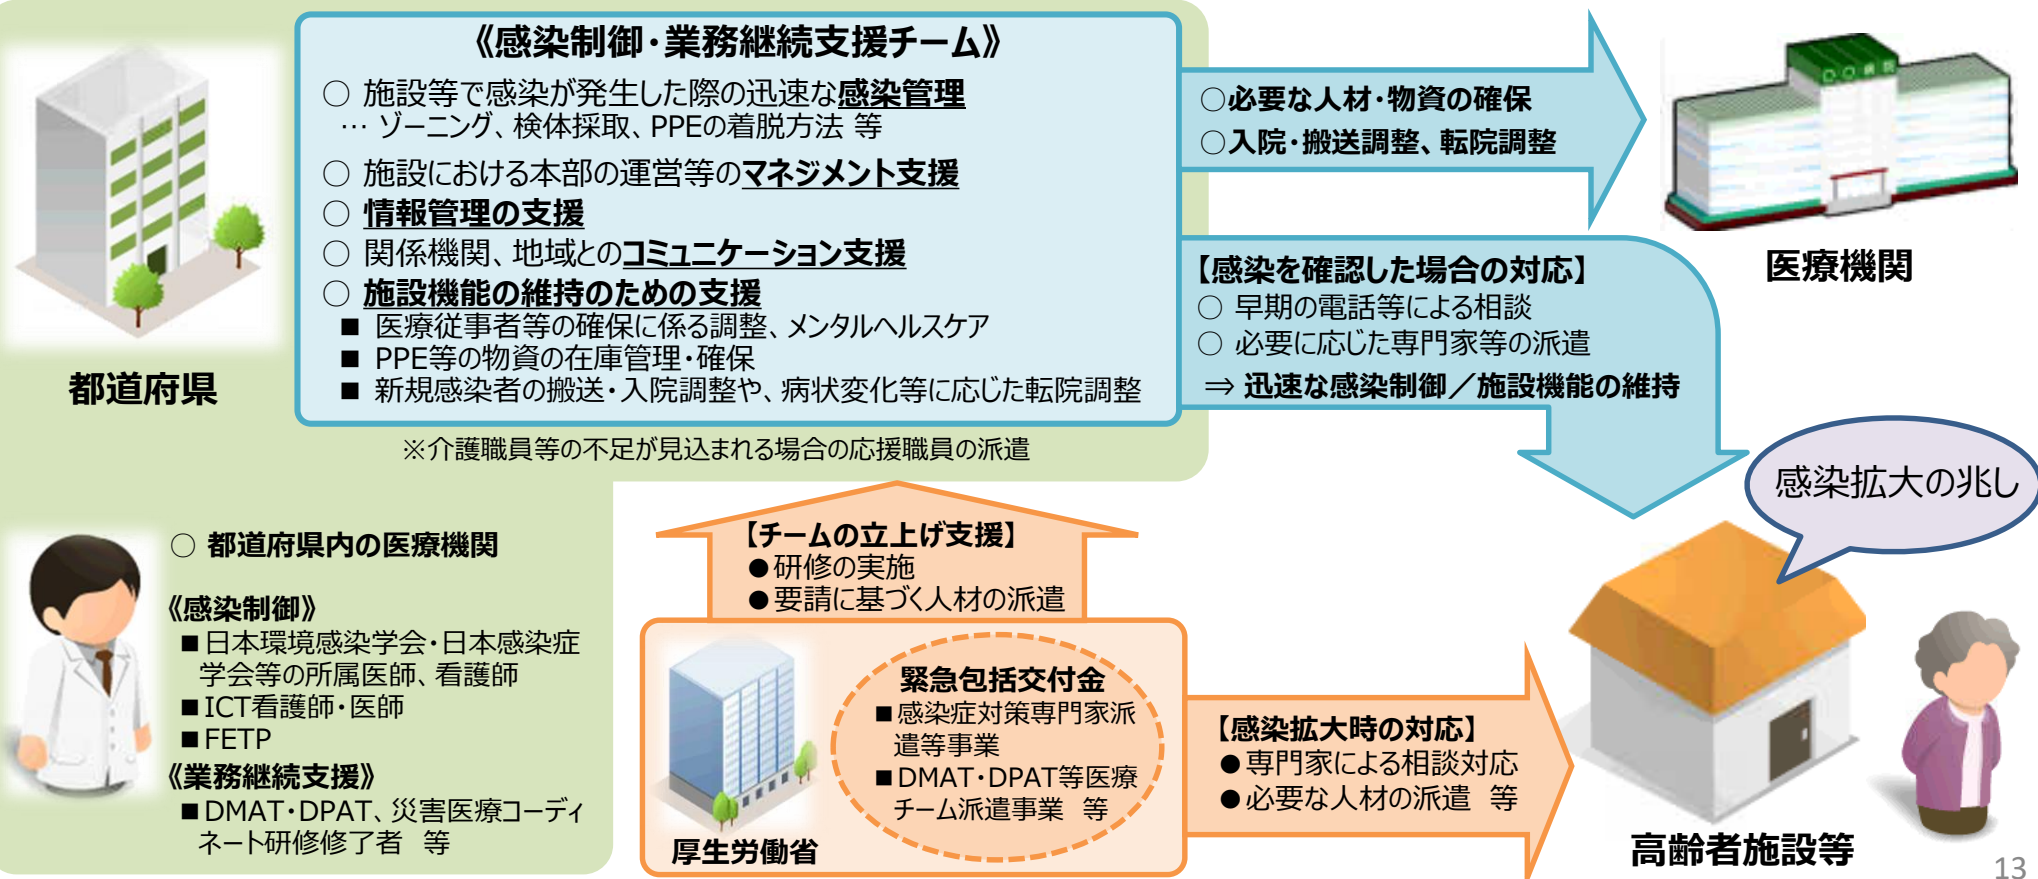 《感染制御・業務継続支援チーム》
○ 施設等で感染が発生した際の迅速な感染管理
… ゾーニング、検体採取、PPEの着脱方法 等
○ 施設における本部の運営等のマネジメント支援
○ 情報管理の支援
○ 関係機関、地域とのコミュニケーション支援
○ 施設機能の維持のための支援
■ 医療従事者等の確保に係る調整、メンタルヘルスケア
■ PPE等の物資の在庫管理・確保
■ 新規感染者の搬送・入院調整や、病状変化等に応じた転院調整
都道府県
※介護職員等の不足が見込まれる場合の応援職員の派遣
○必要な人材・物資の確保
○入院・搬送調整、転院調整
○○病院
医療機関
【感染を確認した場合の対応】
○ 早期の電話等による相談
○ 必要に応じた専門家等の派遣
⇒ 迅速な感染制御／施設機能の維持
感染拡大の兆し
○ 都道府県内の医療機関
《感染制御》
■日本環境感染学会・日本感染症
学会等の所属医師、看護師
■ICT看護師・医師
■FETP
《業務継続支援》
■DMAT・DPAT、災害医療コーディ
ネート研修修了者 等
【チームの立上げ支援】
●研修の実施
●要請に基づく人材の派遣
緊急包括交付金
■感染症対策専門家派
遣等事業
■DMAT・DPAT等医療
チーム派遣事業 等
厚生労働省
【感染拡大時の対応】
●専門家による相談対応
●必要な人材の派遣 等
高齢者施設等
13